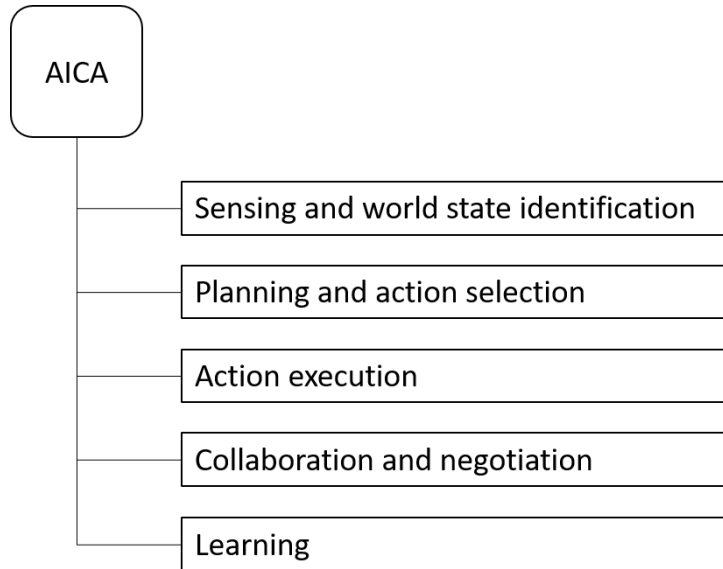 AICA
Sensing and world state identification
Planning and action selection
Action execution
Collaboration and negotiation
Learning